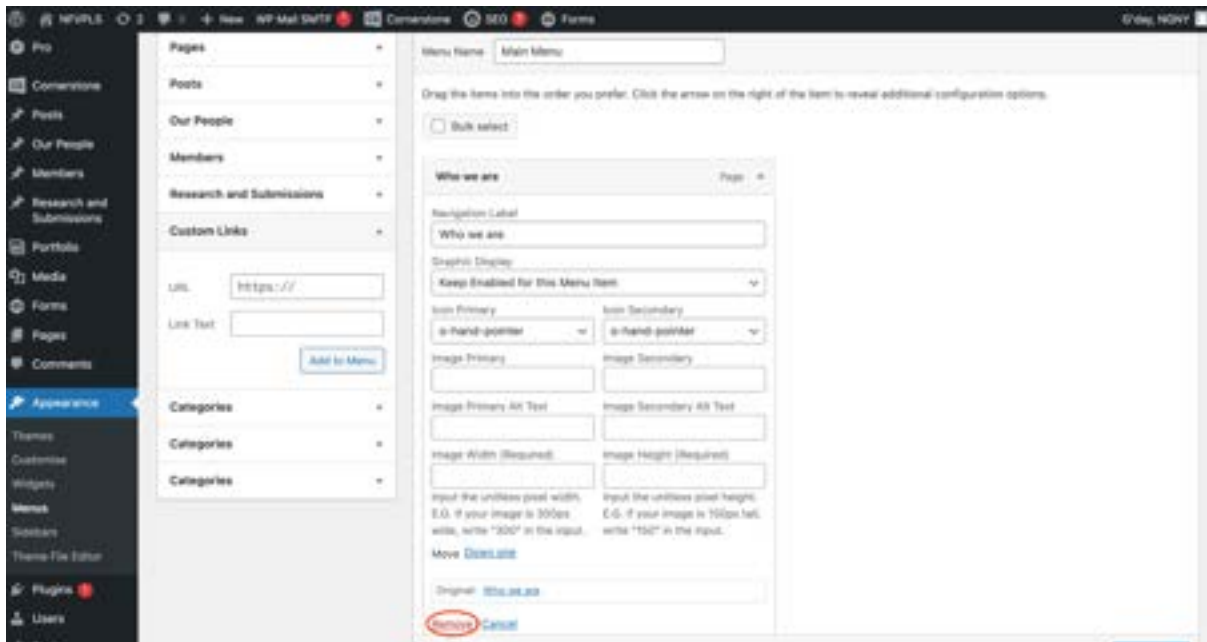 NFVPLS 2 + New WP Mail SMTP Cornerstone SEO Forms G'day, NGNY
Pro
Cornerstone
Posts
Our People
Members
Research and
Submissions
Portfolio
Media
Forms
Pages
Comments
Appearance
Themes
Customise
Widgets
Menus
Sidebars
Theme File Editor
Plugins 1
Users
Pages
Posts
Our People
Members
Research and Submissions
Custom Links
URL https://
Link Text
Add to Menu
Categories
Categories
Categories
Menu Name Main Menu
Drag the items into the order you prefer. Click the arrow on the right of the item to reveal additional configuration options.
Bulk select
Who we are Page
Navigation Label
Who we are
Graphic Display
Keep Enabled for this Menu Item
Icon Primary Icon Secondary
o-hand-pointer o-hand-pointer
Image Primary Image Secondary
Image Primary Alt Text Image Secondary Alt Text
Image Width (Required) Image Height (Required)
Input the unitless pixel width. Input the unitless pixel height.
E.G. if your image is 300px E.G. if your image is 150px tall,
wide, write "300" in the input. write "150" in the input.
Move Down one
Original: Who we are
Remove Cancel